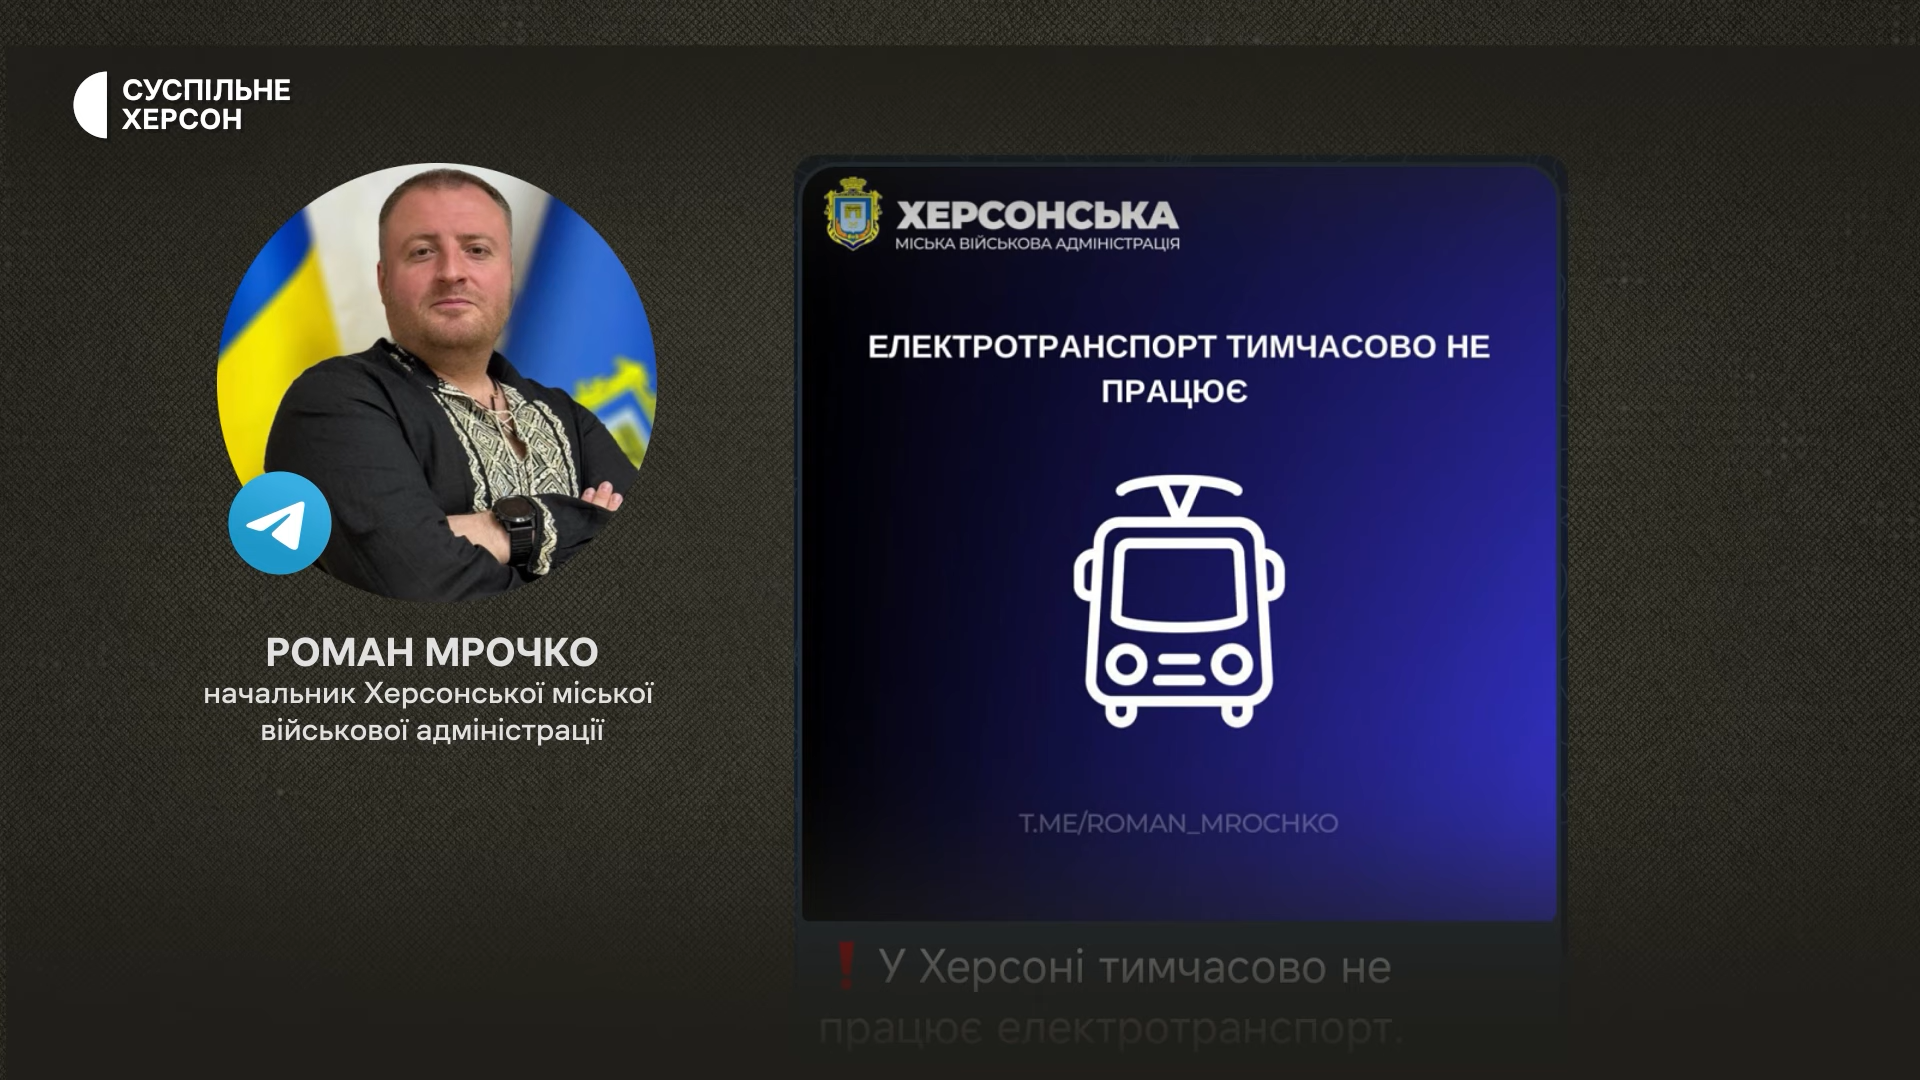 СУСПІЛЬНЕ
ХЕРСОН
РОМАН МРОЧКО
начальник Херсонської міської
військової адміністрації
ХЕРСОНСЬКА
МІСЬКА ВІЙСЬКОВА АДМІНІСТРАЦІЯ
ЕЛЕКТРОТРАНСПОРТ ТИМЧАСОВО НЕ
ПРАЦЮЄ
T.ME/ROMAN_MROCHKO
❗ У Херсоні тимчасово не
працює електротранспорт.